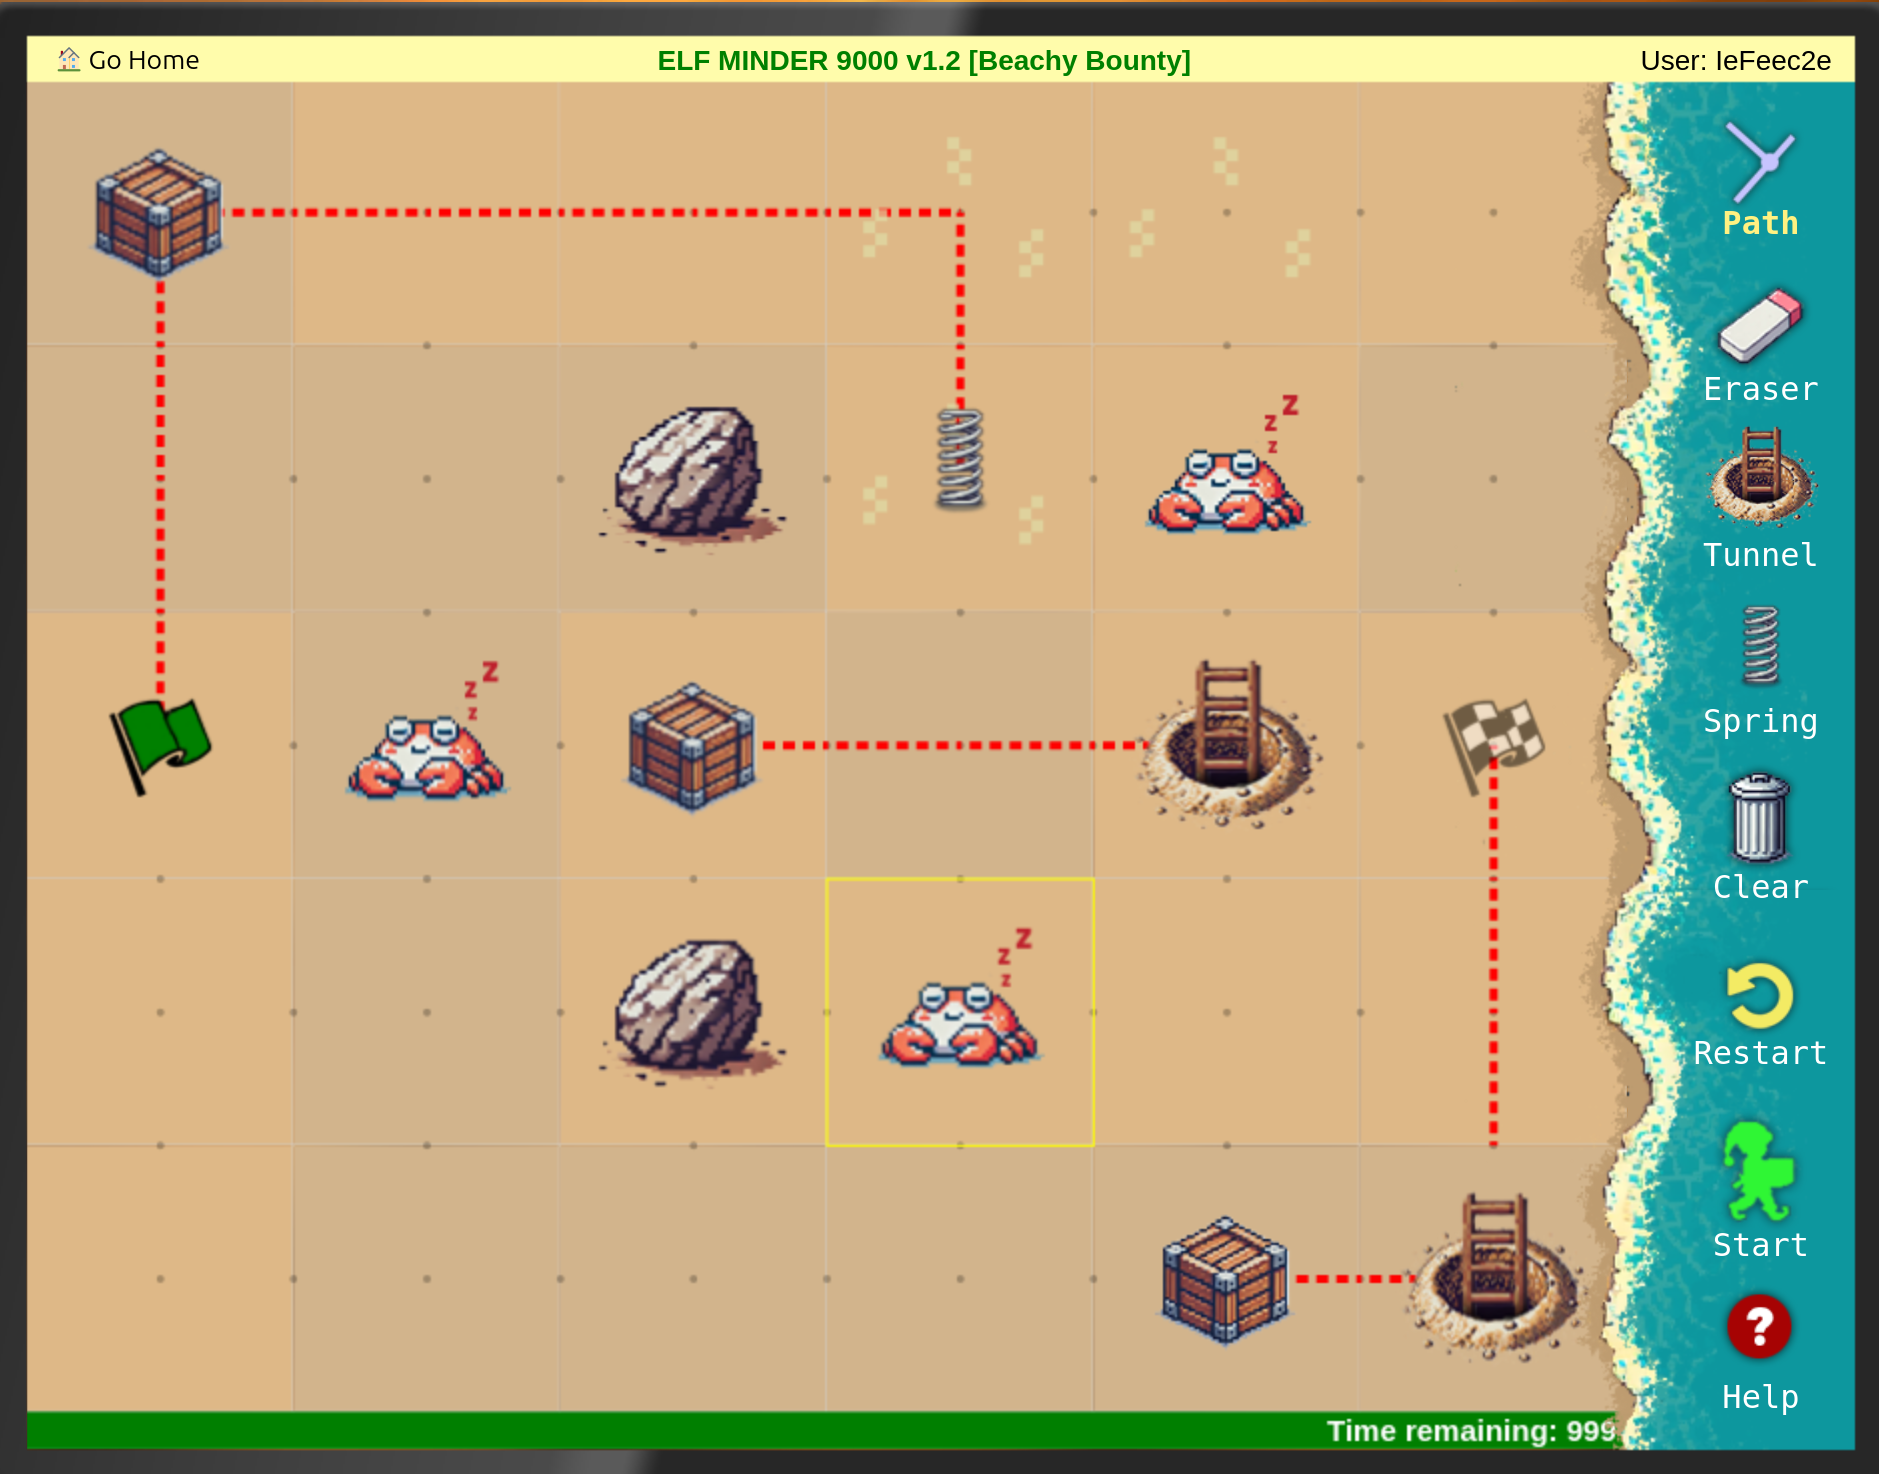 Go Home
ELF MINDER 9000 v1.2 [Beachy Bounty]
User: IeFeec2e
Path
Eraser
z z z
Tunnel
z z z
Spring
Clear
z z z
Restart
Start
? Help
Time remaining: 999